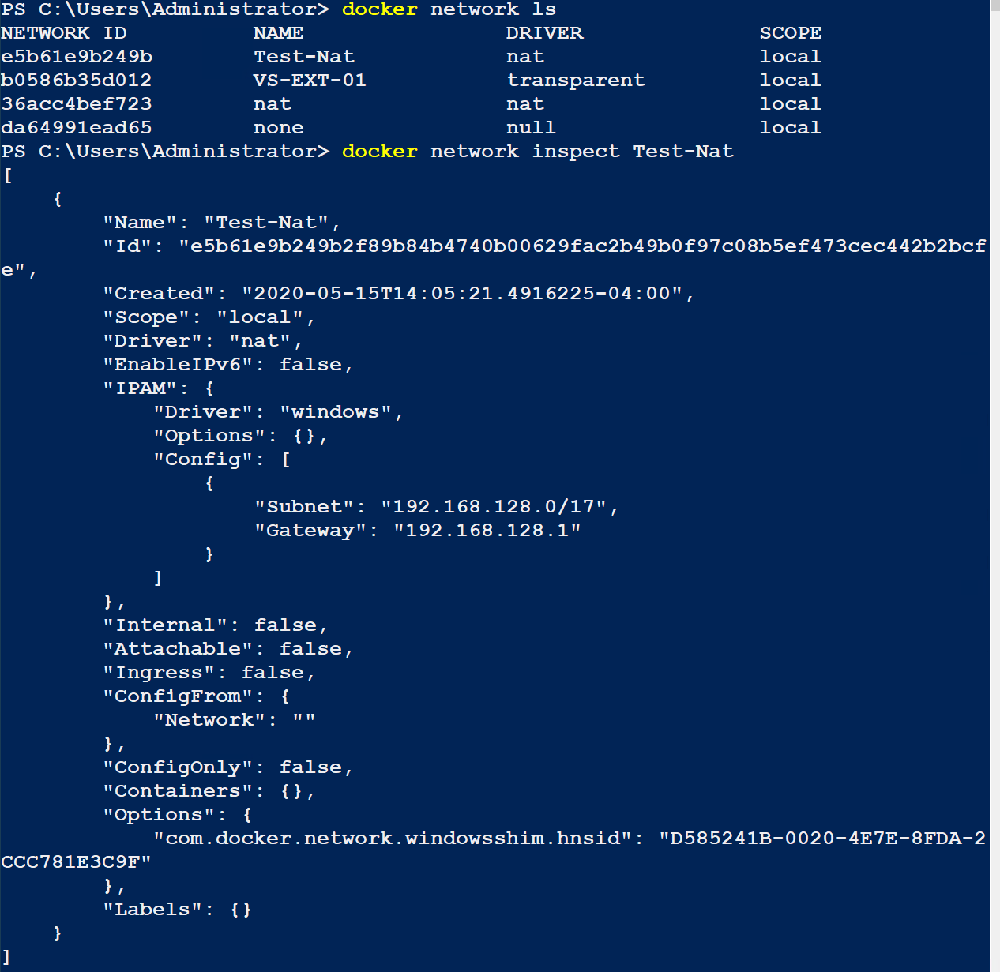 PS C:\Users\Administrator> docker network ls
NETWORK ID          NAME                DRIVER              SCOPE
e5b61e9b249b        Test-Nat            nat                 local
b0586b35d012        VS-EXT-01           transparent         local
36acc4bef723        nat                 nat                 local
da64991ead65        none                null                local
PS C:\Users\Administrator> docker network inspect Test-Nat
[
    {
        "Name": "Test-Nat",
        "Id": "e5b61e9b249b2f89b84b4740b00629fac2b49b0f97c08b5ef473cec442b2bcf
e",
        "Created": "2020-05-15T14:05:21.4916225-04:00",
        "Scope": "local",
        "Driver": "nat",
        "EnableIPv6": false,
        "IPAM": {
            "Driver": "windows",
            "Options": {},
            "Config": [
                {
                    "Subnet": "192.168.128.0/17",
                    "Gateway": "192.168.128.1"
                }
            ]
        },
        "Internal": false,
        "Attachable": false,
        "Ingress": false,
        "ConfigFrom": {
            "Network": ""
        },
        "ConfigOnly": false,
        "Containers": {},
        "Options": {
            "com.docker.network.windowsshim.hnsid": "D585241B-0020-4E7E-8FDA-2
CCC781E3C9F"
        },
        "Labels": {}
    }
]